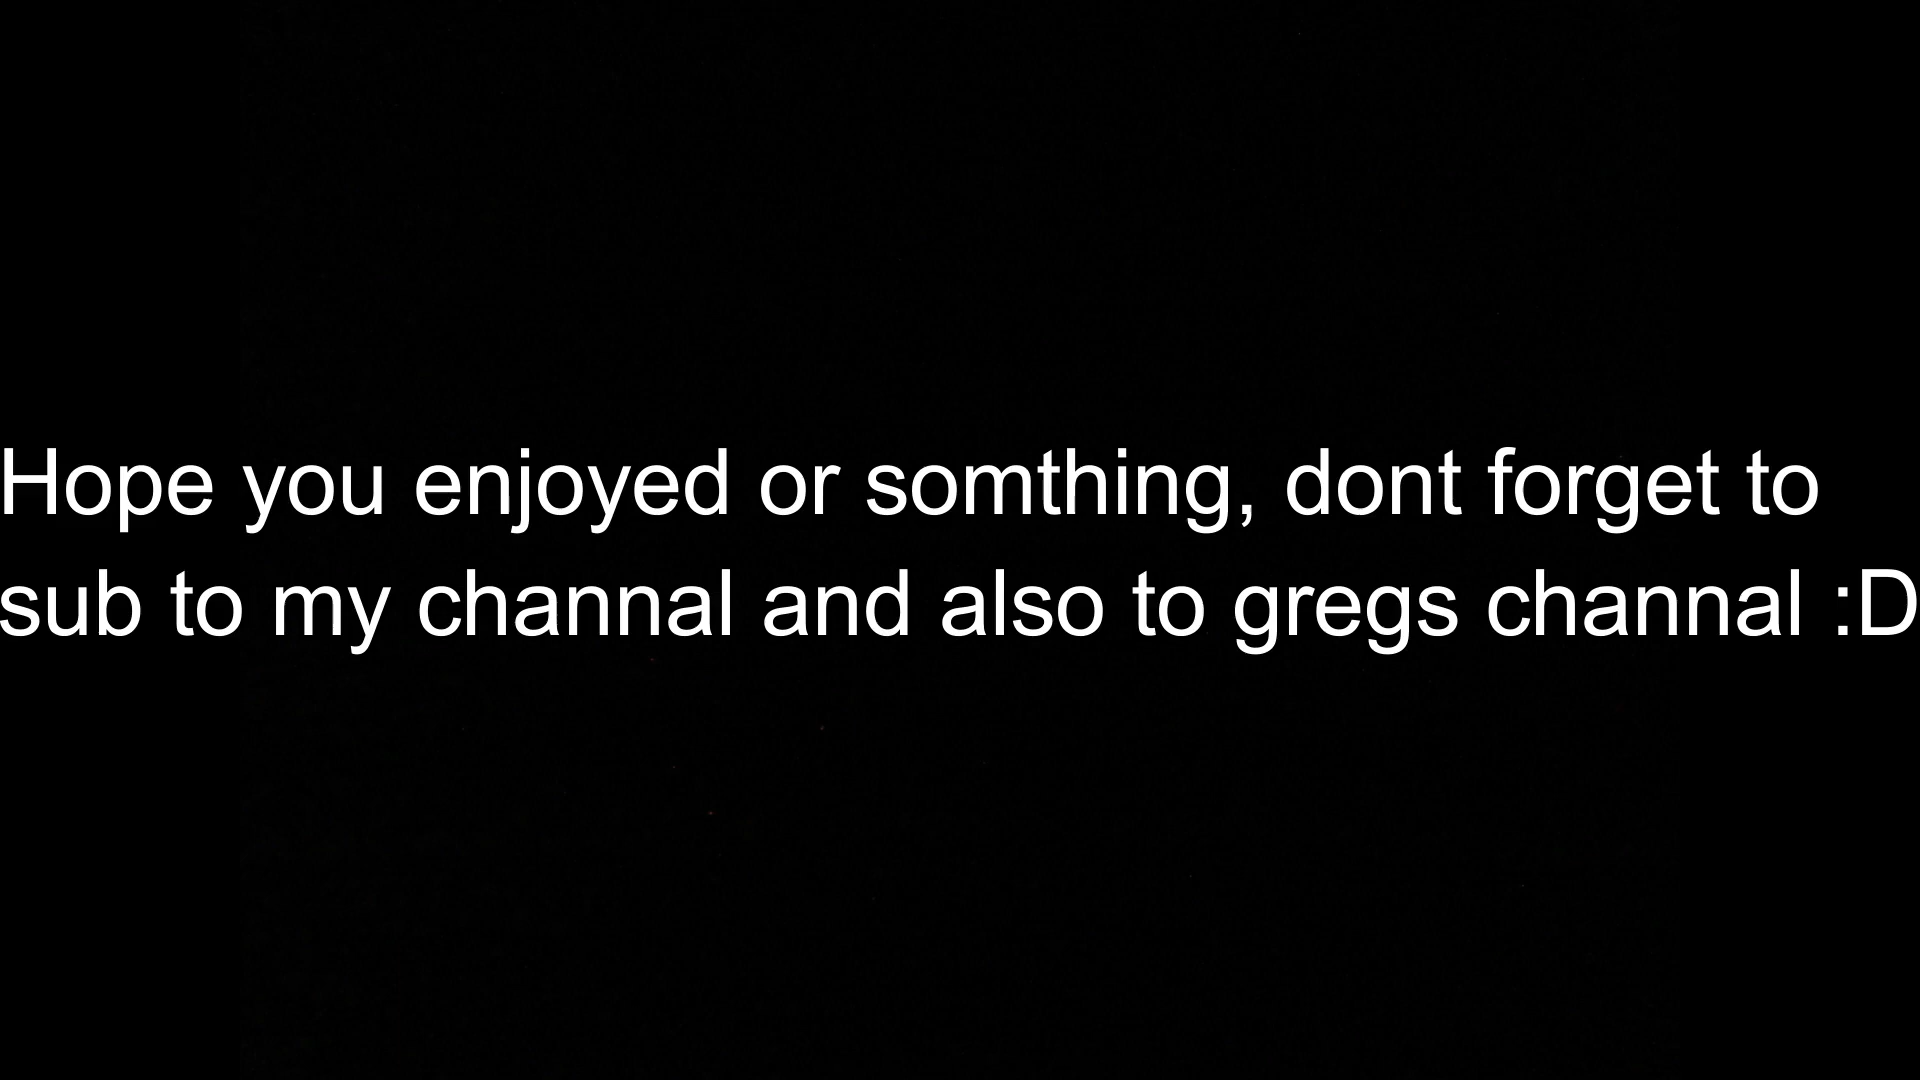 Hope you enjoyed or somthing, dont forget to
sub to my channal and also to gregs channal :D